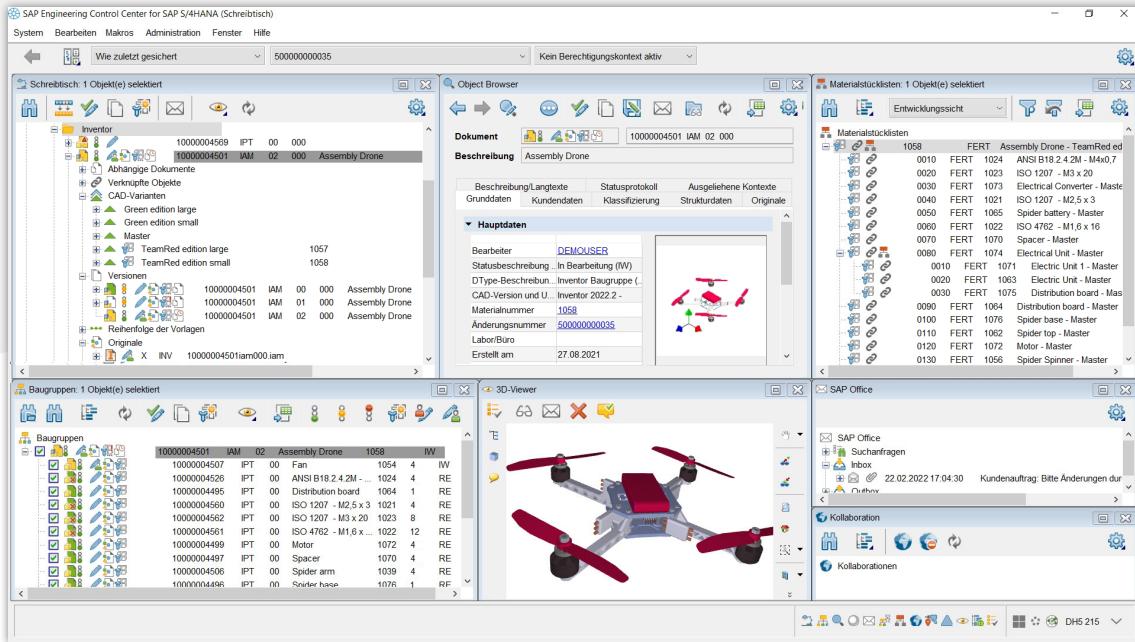 SAP Engineering Control Center for SAP S/4HANA (Schreibtisch)
System Bearbeiten Makros Administration Fenster Hilfe
Wie zuletzt gesichert 500000000035 Kein Berechtigungskontext aktiv
Schreibtisch: 1 Objekt(e) selektiert
Inventor
10000004569 IPT 00 000
10000004501 IAM 02 000 Assembly Drone
Abhängige Dokumente
Verknüpfte Objekte
CAD-Varianten
Green edition large
Green edition small
Master
TeamRed edition large 1057
TeamRed edition small 1058
Versionen
10000004501 IAM 00 000 Assembly Drone
10000004501 IAM 01 000 Assembly Drone
10000004501 IAM 02 000 Assembly Drone
Reihenfolge der Vorlagen
Originale
X INV 10000004501iam000.iam
Object Browser
Dokument 10000004501 IAM 02 000
Beschreibung Assembly Drone
Beschreibung/Langtexte Statusprotokoll Ausgeliehene Kontexte
Grunddaten Kundendaten Klassifizierung Strukturdaten Originale
Hauptdaten
Bearbeiter DEMOUSER
Statusbeschreibung ... In Bearbeitung (IW)
DType-Beschreibun... Inventor Baugruppe (...
CAD-Version und U... Inventor 2022.2 -
Materialnummer 1058
Änderungsnummer 500000000035
Labor/Büro
Erstellt am 27.08.2021
Materialstücklisten: 1 Objekt(e) selektiert
Entwicklungssicht
Materialstücklisten
1058 FERT Assembly Drone - TeamRed ed
0010 FERT 1024 ANSI B18.2.4.2M - M4x0,7
0020 FERT 1023 ISO 1207 - M3 x 20
0030 FERT 1073 Electrical Converter - Maste
0040 FERT 1021 ISO 1207 - M2,5 x 3
0050 FERT 1065 Spider battery - Master
0060 FERT 1022 ISO 4762 - M1,6 x 16
0070 FERT 1070 Spacer - Master
0080 FERT 1074 Electrical Unit - Master
0010 FERT 1071 Electric Unit 1 - Master
0020 FERT 1063 Electric Unit - Master
0030 FERT 1075 Distribution board - Mas
0090 FERT 1064 Distribution board - Master
0100 FERT 1076 Spider base - Master
0110 FERT 1062 Spider top - Master
0120 FERT 1072 Motor - Master
0130 FERT 1056 Spider Spinner - Master
Baugruppen: 1 Objekt(e) selektiert
Baugruppen
10000004501 IAM 02 Assembly Drone 1058 IW
10000004507 IPT 00 Fan 1054 4 IW
10000004526 IPT 00 ANSI B18.2.4.2M - ... 1024 4 RE
10000004495 IPT 00 Distribution board 1064 1 RE
10000004560 IPT 00 ISO 1207 - M2,5 x 3 1021 4 RE
10000004562 IPT 00 ISO 1207 - M3 x 20 1023 8 RE
10000004561 IPT 00 ISO 4762 - M1,6 x ... 1022 12 RE
10000004499 IPT 00 Motor 1072 4 RE
10000004497 IPT 00 Spacer 1070 4 RE
10000004506 IPT 00 Spider arm 1039 4 RE
10000004496 IPT 00 Spider base 1076 1 RE
3D-Viewer
SAP Office
SAP Office
Suchanfragen
Inbox
22.02.2022 17:04:30 Kundenauftrag: Bitte Änderungen dur
Outbox
Kollaboration
Kollaborationen
DH5 215